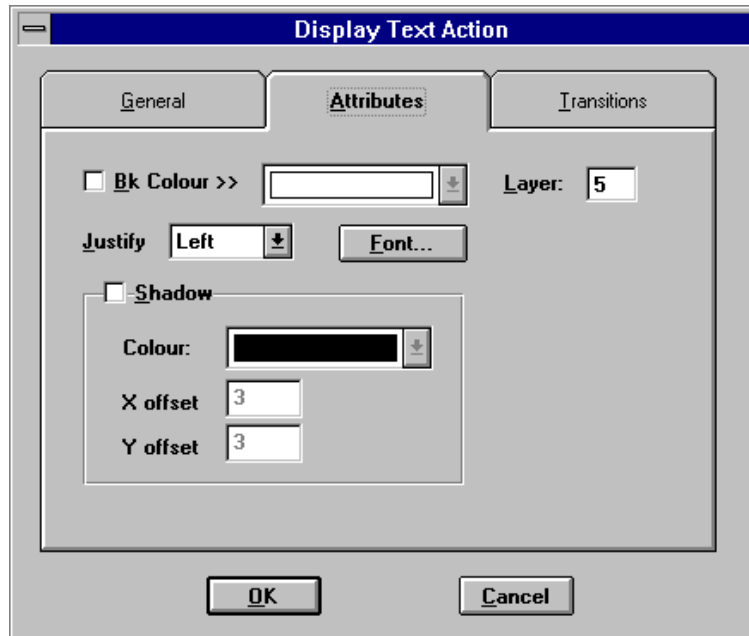 Display Text Action
General Attributes Transitions
Bk Colour >> Layer: 5
Justify Left Font...
Shadow
Colour:
X offset 3
Y offset 3
OK Cancel